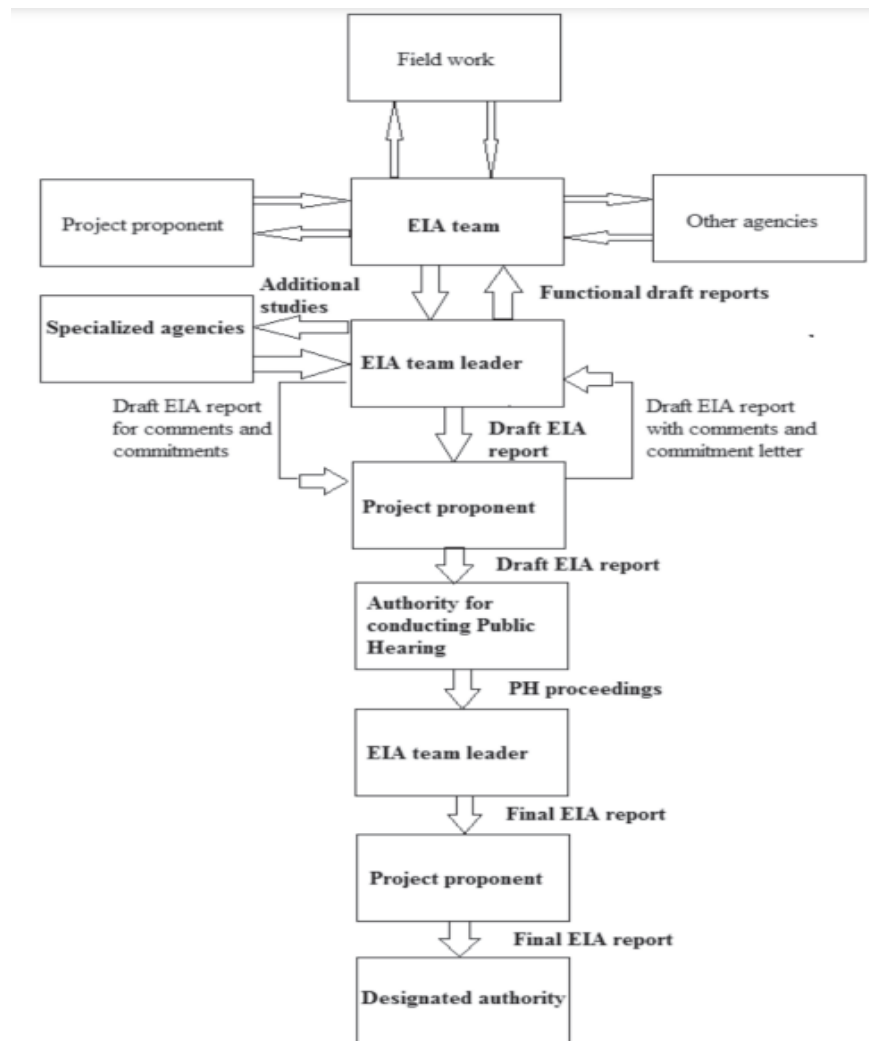 Field work
Project proponent
EIA team
Other agencies
Additional
studies
Functional draft reports
Specialized agencies
EIA team leader
Draft EIA report
for comments and
commitments
Draft EIA
report
Draft EIA report
with comments and
commitment letter
Project proponent
Draft EIA report
Authority for
conducting Public
Hearing
PH proceedings
EIA team leader
Final EIA report
Project proponent
Final EIA report
Designated authority